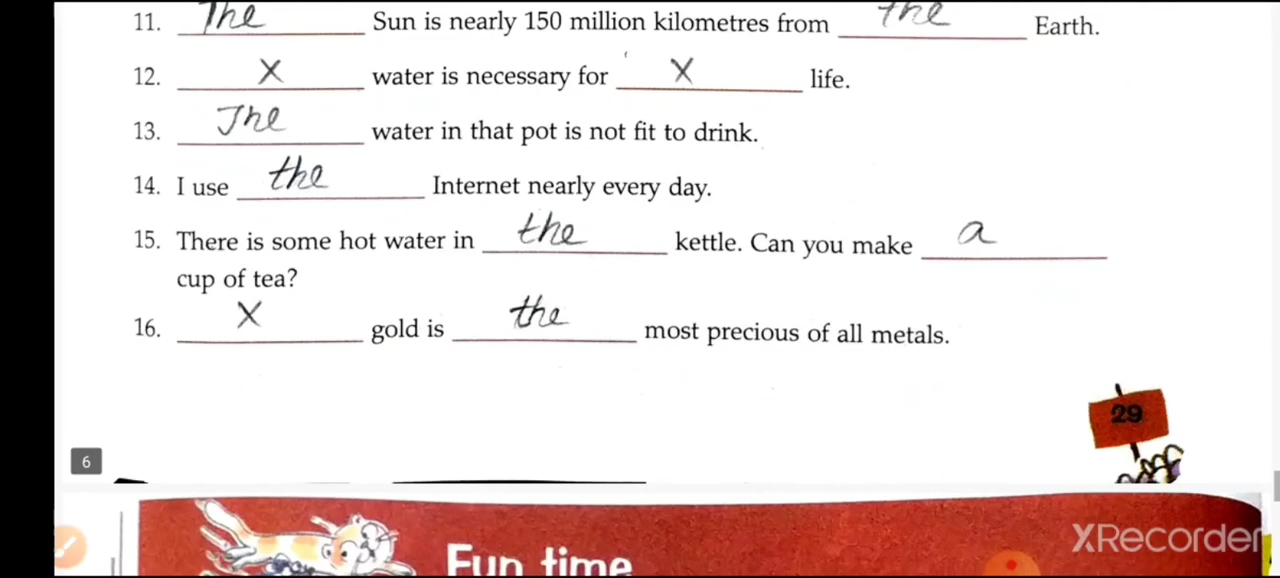 11. The Sun is nearly 150 million kilometres from the Earth.
12. X water is necessary for X life.
13. The water in that pot is not fit to drink.
14. I use the Internet nearly every day.
15. There is some hot water in the kettle. Can you make a
cup of tea?
16. X gold is the most precious of all metals.
29
6
Fun time
XRecorder